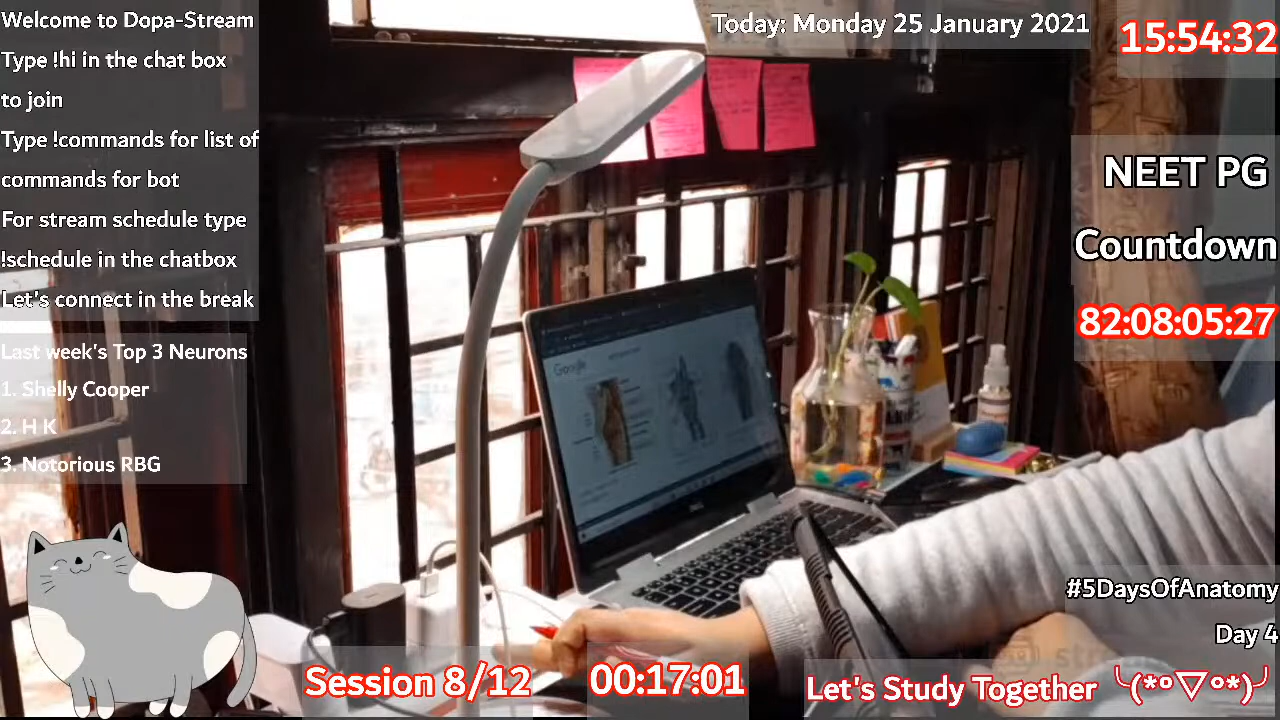 Welcome to Dopa-Stream
Type !hi in the chat box
to join
Type !commands for list of
commands for bot
For stream schedule type
!schedule in the chatbox
Let's connect in the break
Last week's Top 3 Neurons
1. Shelly Cooper
2. H K
3. Notorious RBG
Today: Monday 25 January 2021
15:54:32
NEET PG
Countdown
82:08:05:27
Google
DELL
#5DaysOfAnatomy
Day 4
Session 8/12
00:17:01
Let's Study Together ╰(*°▽°*)╯